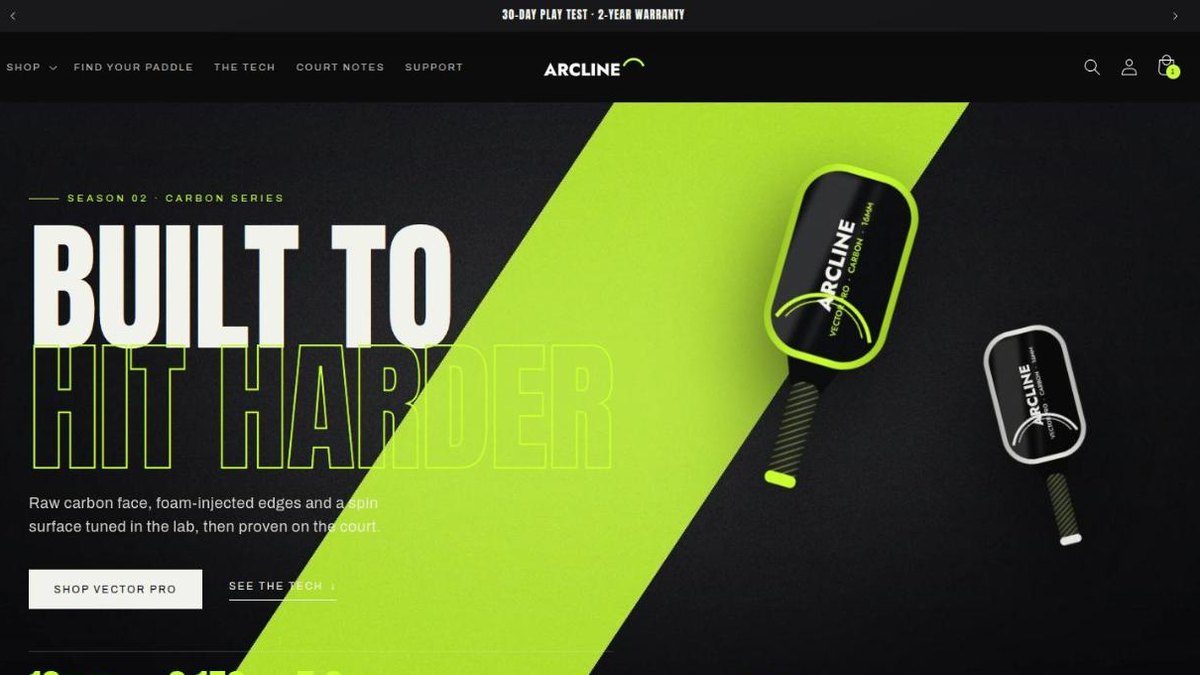 30-DAY PLAY TEST · 2-YEAR WARRANTY
SHOP
FIND YOUR PADDLE
THE TECH
COURT NOTES
SUPPORT
ARCLINE
1
SEASON 02 · CARBON SERIES
BUILT TO
HIT HARDER
Raw carbon face, foam-injected edges and a spin
surface tuned in the lab, then proven on the court.
SHOP VECTOR PRO
SEE THE TECH ↓
ARCLINE
VECTOR PRO · CARBON · 16MM
ARCLINE
VECTOR PRO · CARBON · 16MM